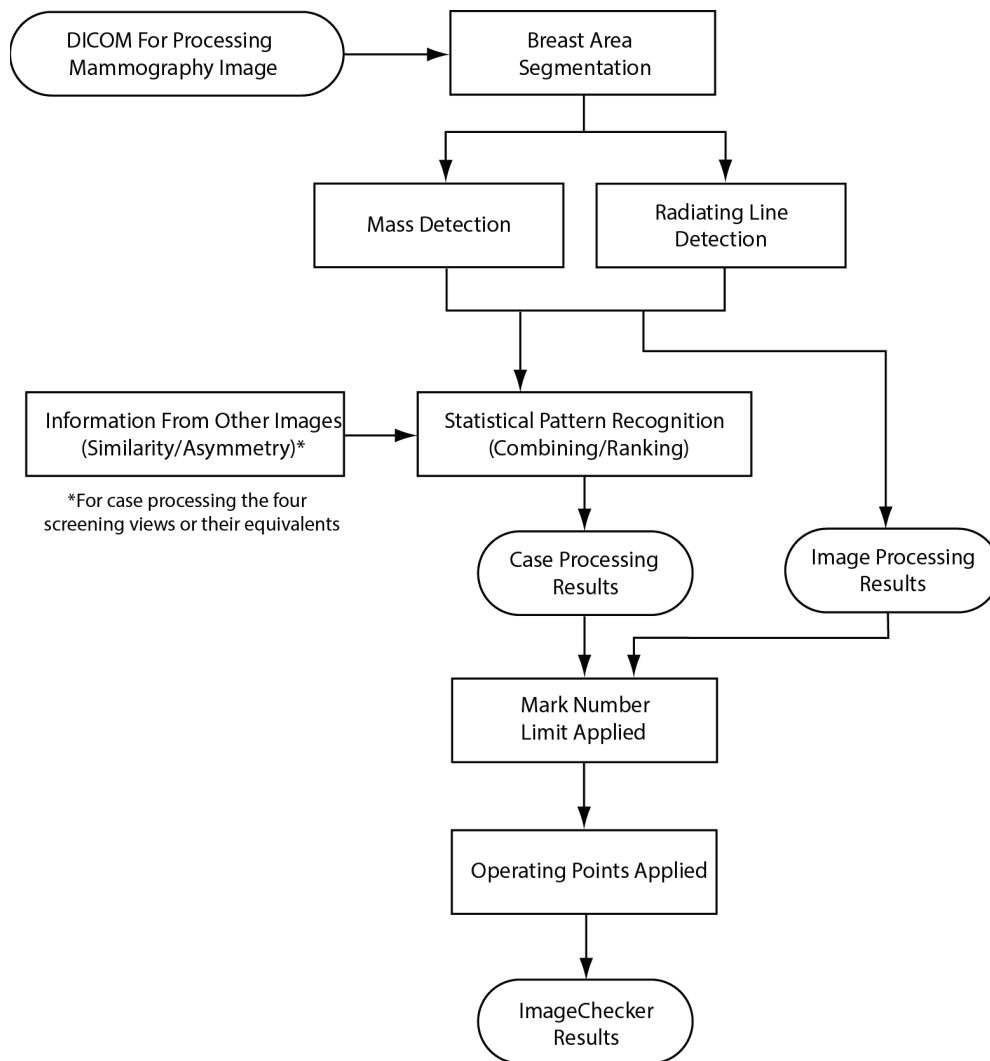 DICOM For Processing
Mammography Image
Breast Area
Segmentation
Mass Detection
Radiating Line
Detection
Information From Other Images
(Similarity/Asymmetry)*
Statistical Pattern Recognition
(Combining/Ranking)
*For case processing the four
screening views or their equivalents
Case Processing
Results
Image Processing
Results
Mark Number
Limit Applied
Operating Points Applied
ImageChecker
Results